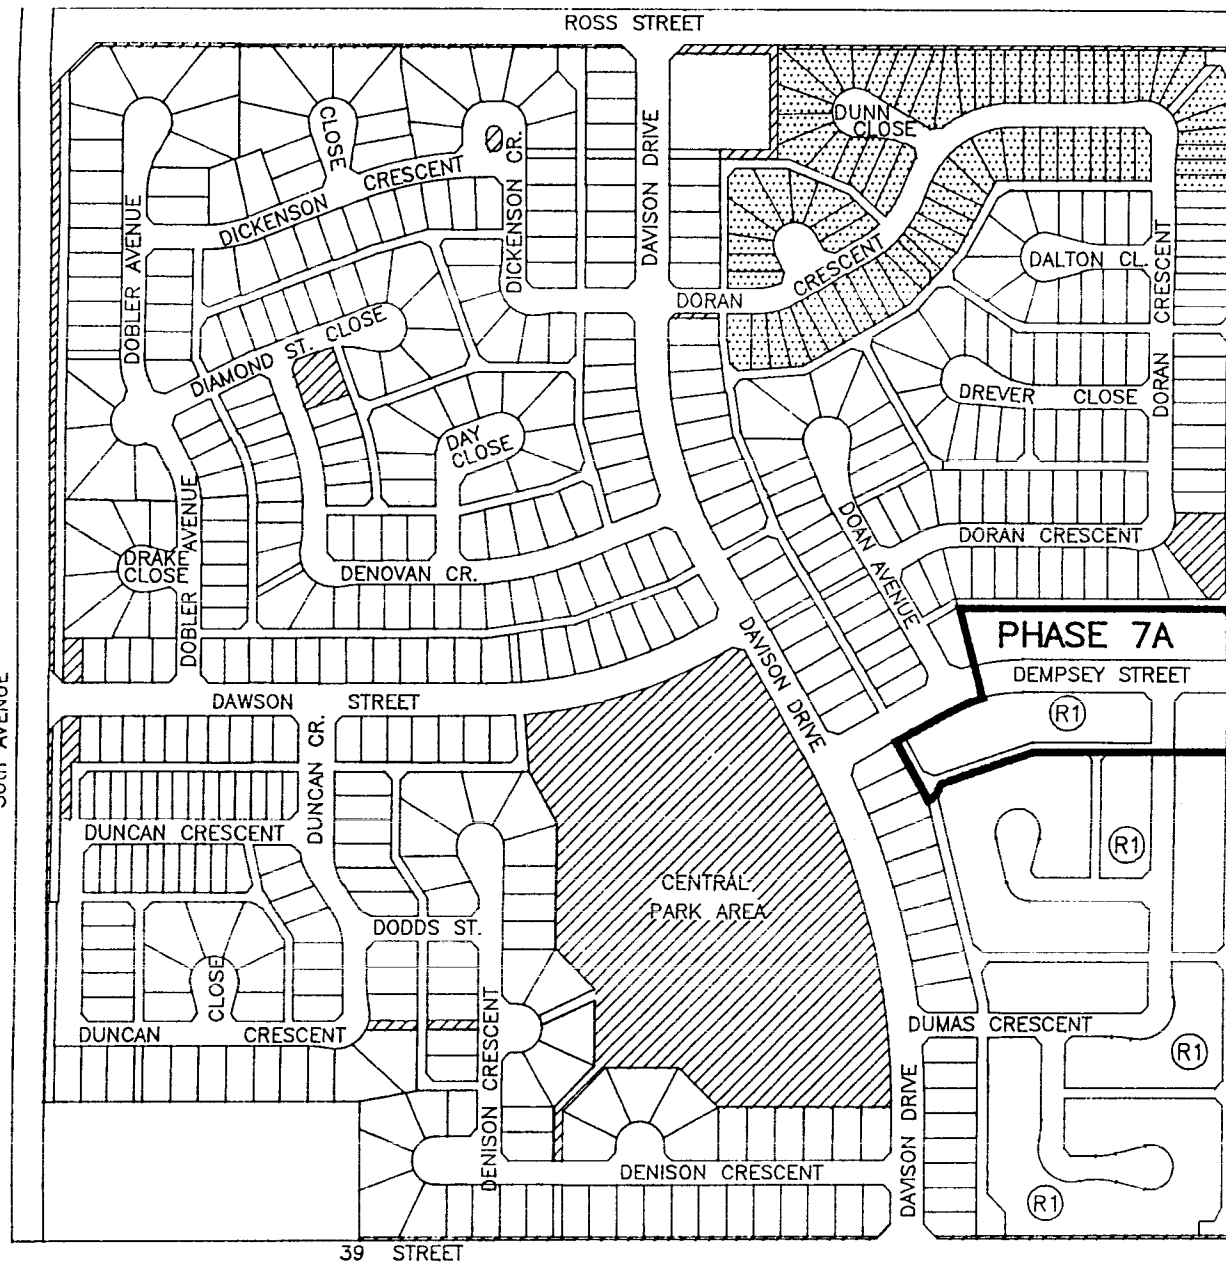 ROSS STREET
DUNN
CLOSE
CLOSE
DICKENSON CRESCENT
DICKENSON CR.
DAVISON DRIVE
DOBLER AVENUE
DORAN CRESCENT
DALTON CL.
DORAN CRESCENT
DIAMOND ST. CLOSE
DREVER CLOSE
DAY
CLOSE
DOBLER AVENUE
DOAN AVENUE
DORAN CRESCENT
DRAKE
CLOSE
DENOVAN CR.
PHASE 7A
DEMPSEY STREET
R1
DAVISON DRIVE
DAWSON STREET
AVENUE
DUNCAN CR.
DUNCAN CRESCENT
R1
CENTRAL
PARK AREA
DODDS ST.
CLOSE
DENISON CRESCENT
DUNCAN CRESCENT
DUMAS CRESCENT
R1
DAVISON DRIVE
DENISON CRESCENT
R1
39 STREET